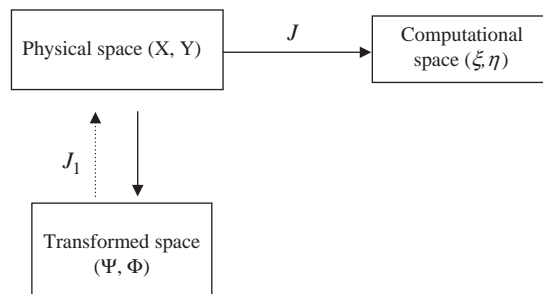 Physical space (X, Y)
J
Computational
space (ξ,η)
J₁
Transformed space
(Ψ, Φ)